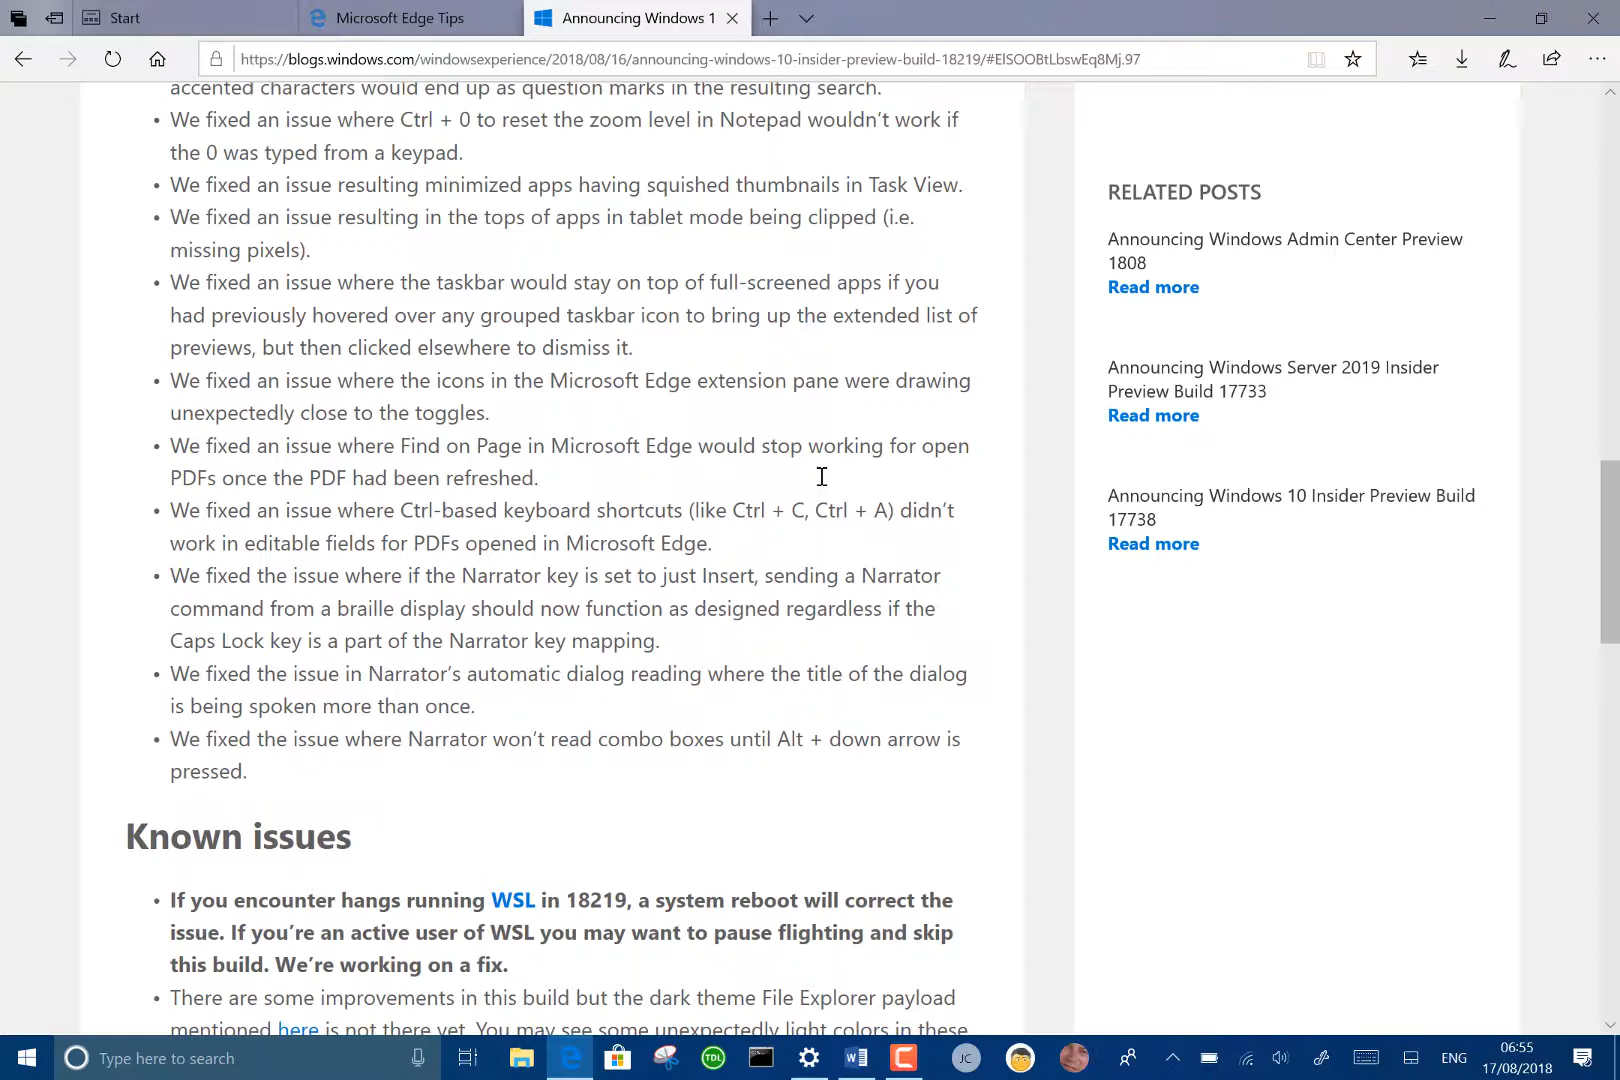 Start
Microsoft Edge Tips
Announcing Windows 1
https://blogs.windows.com/windowsexperience/2018/08/16/announcing-windows-10-insider-preview-build-18219/#ElSOOBtLbswEq8Mj.97
accented characters would end up as question marks in the resulting search.
• We fixed an issue where Ctrl + 0 to reset the zoom level in Notepad wouldn’t work if
the 0 was typed from a keypad.
• We fixed an issue resulting minimized apps having squished thumbnails in Task View.
• We fixed an issue resulting in the tops of apps in tablet mode being clipped (i.e.
missing pixels).
• We fixed an issue where the taskbar would stay on top of full-screened apps if you
had previously hovered over any grouped taskbar icon to bring up the extended list of
previews, but then clicked elsewhere to dismiss it.
• We fixed an issue where the icons in the Microsoft Edge extension pane were drawing
unexpectedly close to the toggles.
• We fixed an issue where Find on Page in Microsoft Edge would stop working for open
PDFs once the PDF had been refreshed.
• We fixed an issue where Ctrl-based keyboard shortcuts (like Ctrl + C, Ctrl + A) didn’t
work in editable fields for PDFs opened in Microsoft Edge.
• We fixed the issue where if the Narrator key is set to just Insert, sending a Narrator
command from a braille display should now function as designed regardless if the
Caps Lock key is a part of the Narrator key mapping.
• We fixed the issue in Narrator’s automatic dialog reading where the title of the dialog
is being spoken more than once.
• We fixed the issue where Narrator won’t read combo boxes until Alt + down arrow is
pressed.
Known issues
• If you encounter hangs running WSL in 18219, a system reboot will correct the
issue. If you’re an active user of WSL you may want to pause flighting and skip
this build. We’re working on a fix.
• There are some improvements in this build but the dark theme File Explorer payload
mentioned here is not there yet. You may see some unexpectedly light colors in these
RELATED POSTS
Announcing Windows Admin Center Preview
1808
Read more
Announcing Windows Server 2019 Insider
Preview Build 17733
Read more
Announcing Windows 10 Insider Preview Build
17738
Read more
Type here to search
TDL
JC
ENG
06:55
17/08/2018